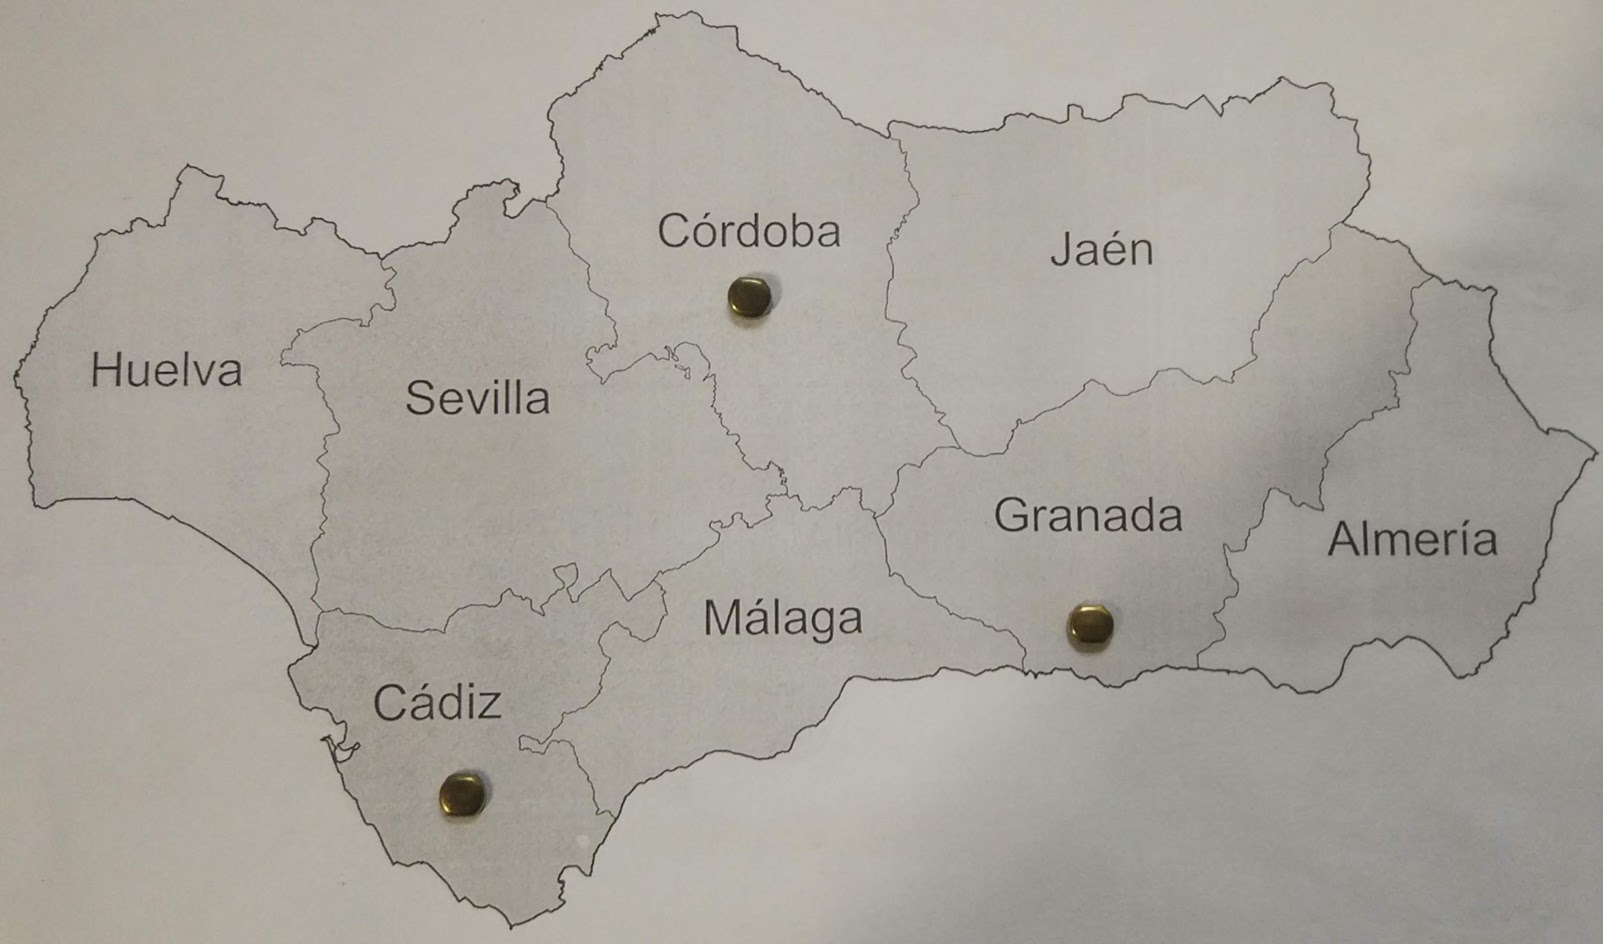 Córdoba
Jaén
Huelva
Sevilla
Granada
Almería
Málaga
Cádiz